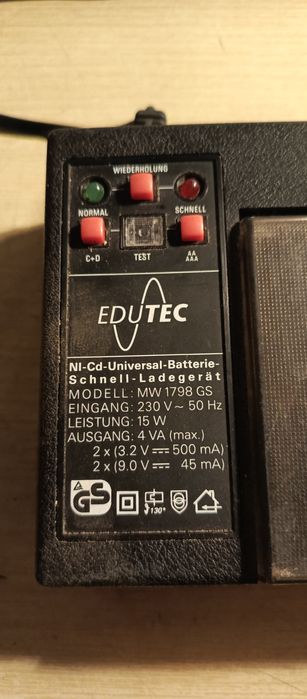 WIEDERHOLUNG
NORMAL SCHNELL
C+D TEST AA
AAA
EDUTEC
NI-Cd-Universal-Batterie-
Schnell-Ladegerät
MODELL: MW 1798 GS
EINGANG: 230 V ~ 50 Hz
LEISTUNG: 15 W
AUSGANG: 4 VA (max.)
2 x (3.2 V ⎓ 500 mA)
2 x (9.0 V ⎓ 45 mA)
GS 130°